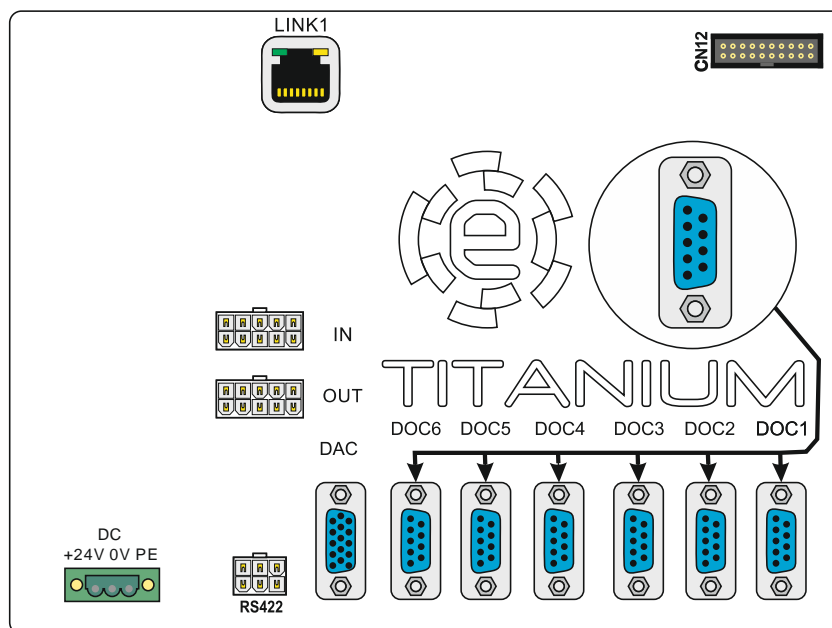 LINK1
CN12
e
IN
TITANIUM
OUT
DOC6 DOC5 DOC4 DOC3 DOC2 DOC1
DAC
DC
+24V 0V PE
RS422